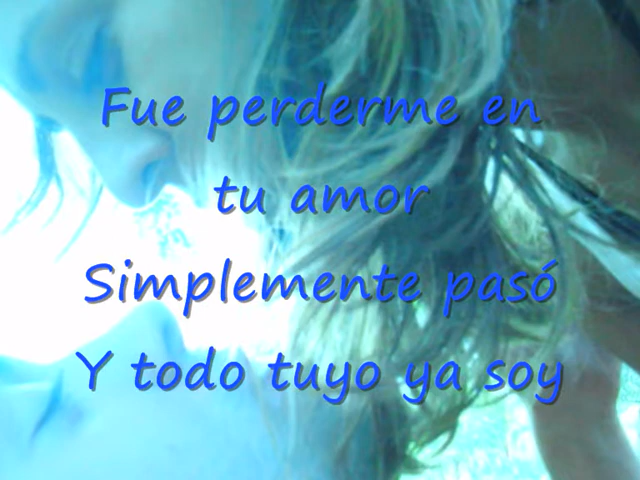 Fue perderme en
tu amor
Simplemente pasó
Y todo tuyo ya soy